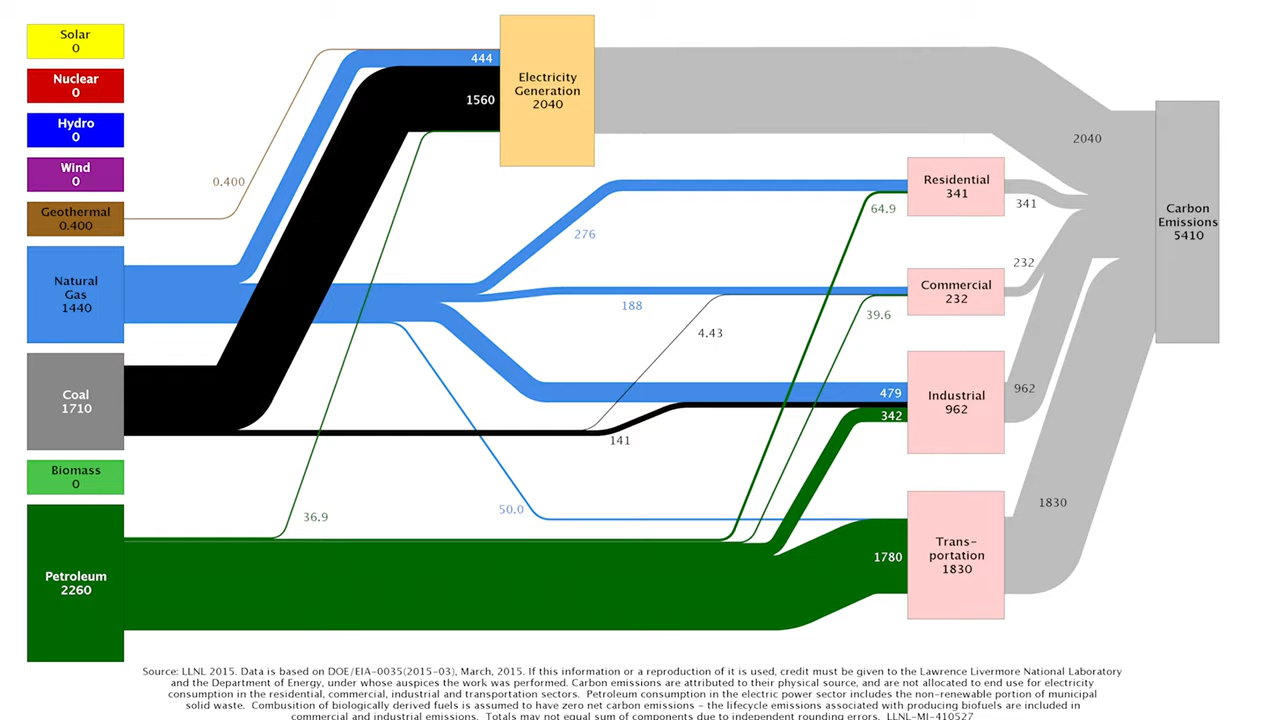 Solar
0
Nuclear
0
Hydro
0
Wind
0
Geothermal
0.400
Natural
Gas
1440
Coal
1710
Biomass
0
Petroleum
2260
0.400
444
1560
36.9
Electricity
Generation
2040
276
188
4.43
141
50.0
64.9
39.6
479
342
1780
Residential
341
Commercial
232
Industrial
962
Trans-
portation
1830
2040
341
232
962
1830
Carbon
Emissions
5410
Source: LLNL 2015. Data is based on DOE/EIA-0035(2015-03), March, 2015. If this information or a reproduction of it is used, credit must be given to the Lawrence Livermore National Laboratory
and the Department of Energy, under whose auspices the work was performed. Carbon emissions are attributed to their physical source, and are not allocated to end use for electricity
consumption in the residential, commercial, industrial and transportation sectors. Petroleum consumption in the electric power sector includes the non-renewable portion of municipal
solid waste. Combusition of biologically derived fuels is assumed to have zero net carbon emissions - the lifecycle emissions associated with producing biofuels are included in
commercial and industrial emissions. Totals may not equal sum of components due to independent rounding errors. LLNL-MI-410527